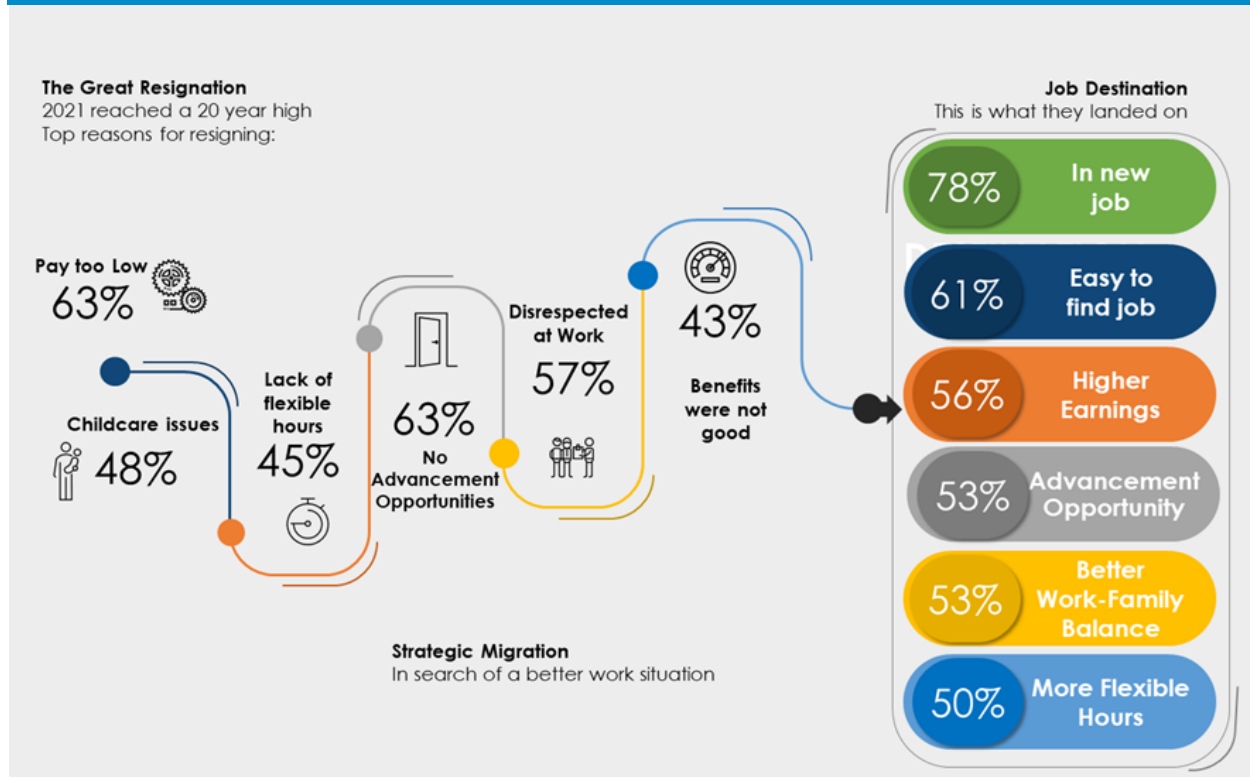 The Great Resignation
2021 reached a 20 year high
Top reasons for resigning:
Pay too Low
63%
Childcare issues
48%
Lack of
flexible
hours
45%
63%
No
Advancement
Opportunities
Disrespected
at Work
57%
43%
Benefits
were not
good
Strategic Migration
In search of a better work situation
Job Destination
This is what they landed on
78%
In new
job
61%
Easy to
find job
56%
Higher
Earnings
53%
Advancement
Opportunity
53%
Better
Work-Family
Balance
50%
More Flexible
Hours